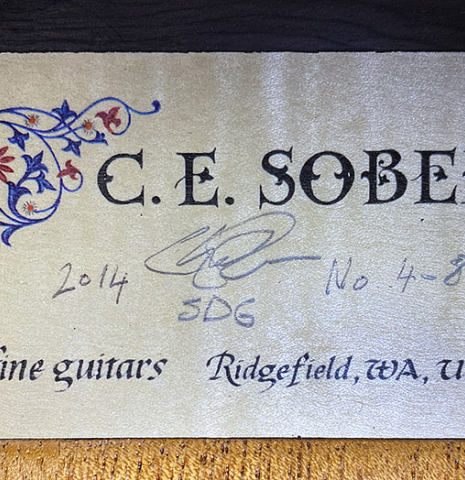 C. E. SOBE
2014 No 4-8
SDG
fine guitars Ridgefield, WA, U